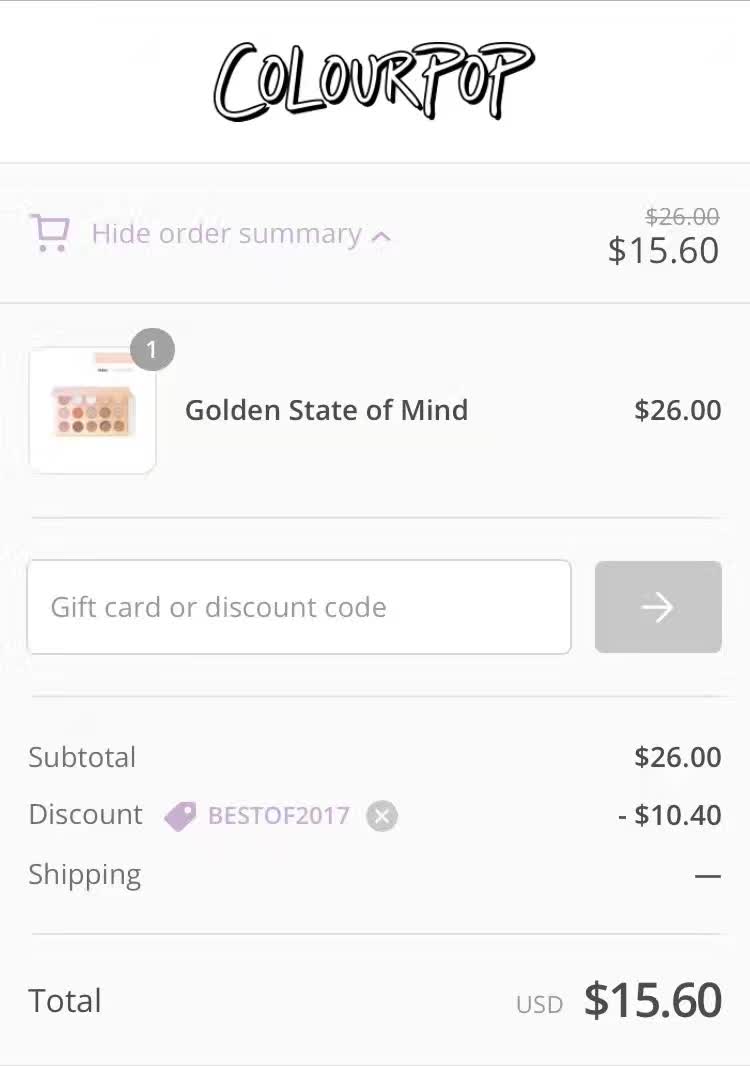 COLOURPOP
Hide order summary
$26.00
$15.60
1
Golden State of Mind
$26.00
Gift card or discount code
Subtotal
$26.00
Discount BESTOF2017
- $10.40
Shipping
—
Total
USD $15.60